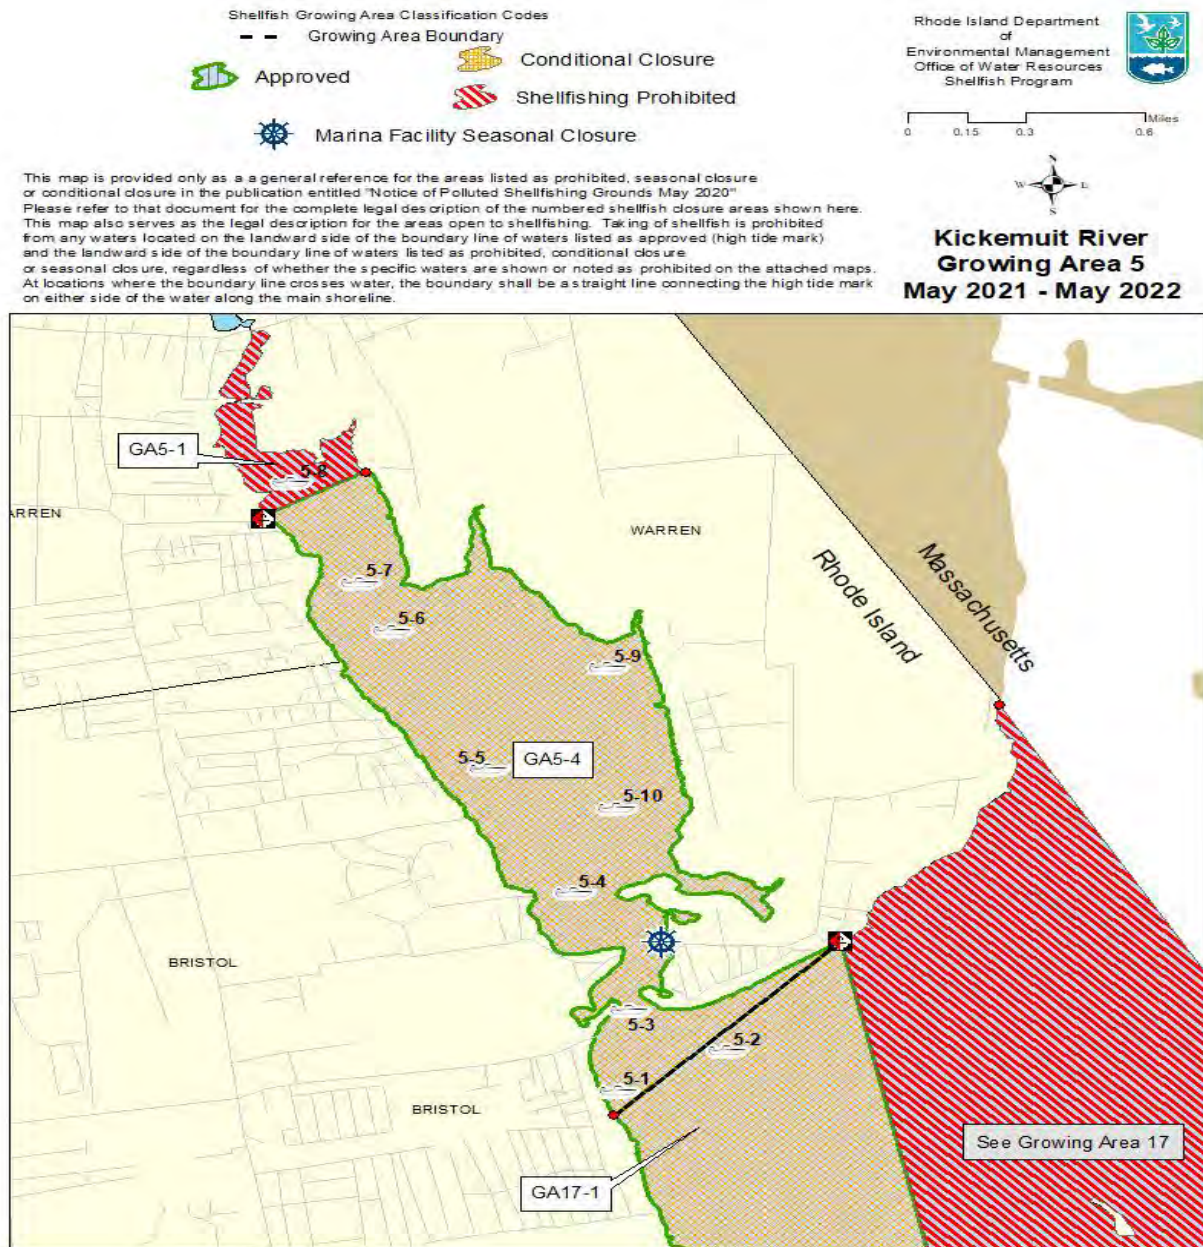 Shellfish Growing Area Classification Codes
Growing Area Boundary
Approved
Conditional Closure
Shellfishing Prohibited
Marina Facility Seasonal Closure
Rhode Island Department
of
Environmental Management
Office of Water Resources
Shellfish Program
Miles
0 0.15 0.3 0.6
N
W E
S
This map is provided only as a a general reference for the areas listed as prohibited, seasonal closure
or conditional closure in the publication entitled "Notice of Polluted Shellfishing Grounds May 2020"
Please refer to that document for the complete legal description of the numbered shellfish closure areas shown here.
This map also serves as the legal description for the areas open to shellfishing. Taking of shellfish is prohibited
from any waters located on the landward side of the boundary line of waters listed as approved (high tide mark)
and the landward side of the boundary line of waters listed as prohibited, conditional closure
or seasonal closure, regardless of whether the specific waters are shown or noted as prohibited on the attached maps.
At locations where the boundary line crosses water, the boundary shall be a straight line connecting the high tide mark
on either side of the water along the main shoreline.
Kickemuit River
Growing Area 5
May 2021 - May 2022
GA5-1
5-8
ARREN
WARREN
5-7
5-6
Rhode Island
Massachusetts
5-9
5-5
GA5-4
5-10
5-4
BRISTOL
5-3
5-2
5-1
BRISTOL
See Growing Area 17
GA17-1